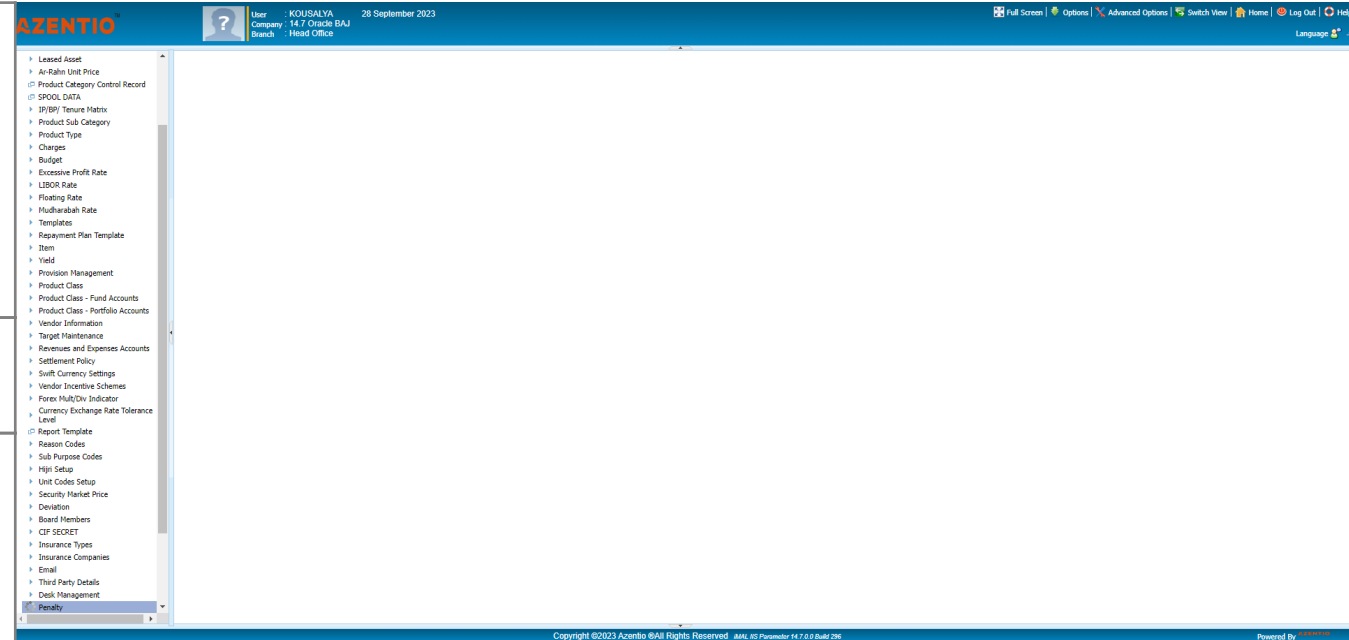 AZENTIO
?
User : KOUSALYA 28 September 2023
Company : 14.7 Oracle BAJ
Branch : Head Office
Full Screen | Options | Advanced Options | Switch View | Home | Log Out | Help
Language
Leased Asset
Ar-Rahn Unit Price
Product Category Control Record
SPOOL DATA
IP/BP/ Tenure Matrix
Product Sub Category
Product Type
Charges
Budget
Excessive Profit Rate
LIBOR Rate
Floating Rate
Mudharabah Rate
Templates
Repayment Plan Template
Item
Yield
Provision Management
Product Class
Product Class - Fund Accounts
Product Class - Portfolio Accounts
Vendor Information
Target Maintenance
Revenues and Expenses Accounts
Settlement Policy
Swift Currency Settings
Vendor Incentive Schemes
Forex Mult/Div Indicator
Currency Exchange Rate Tolerance
Level
Report Template
Reason Codes
Sub Purpose Codes
Hijri Setup
Unit Codes Setup
Security Market Price
Deviation
Board Members
CIF SECRET
Insurance Types
Insurance Companies
Email
Third Party Details
Desk Management
Penalty
Copyright ©2023 Azentio ®All Rights Reserved iMAL IIS Parameter 14.7.0.0 Build 296
Powered By AZENTIO